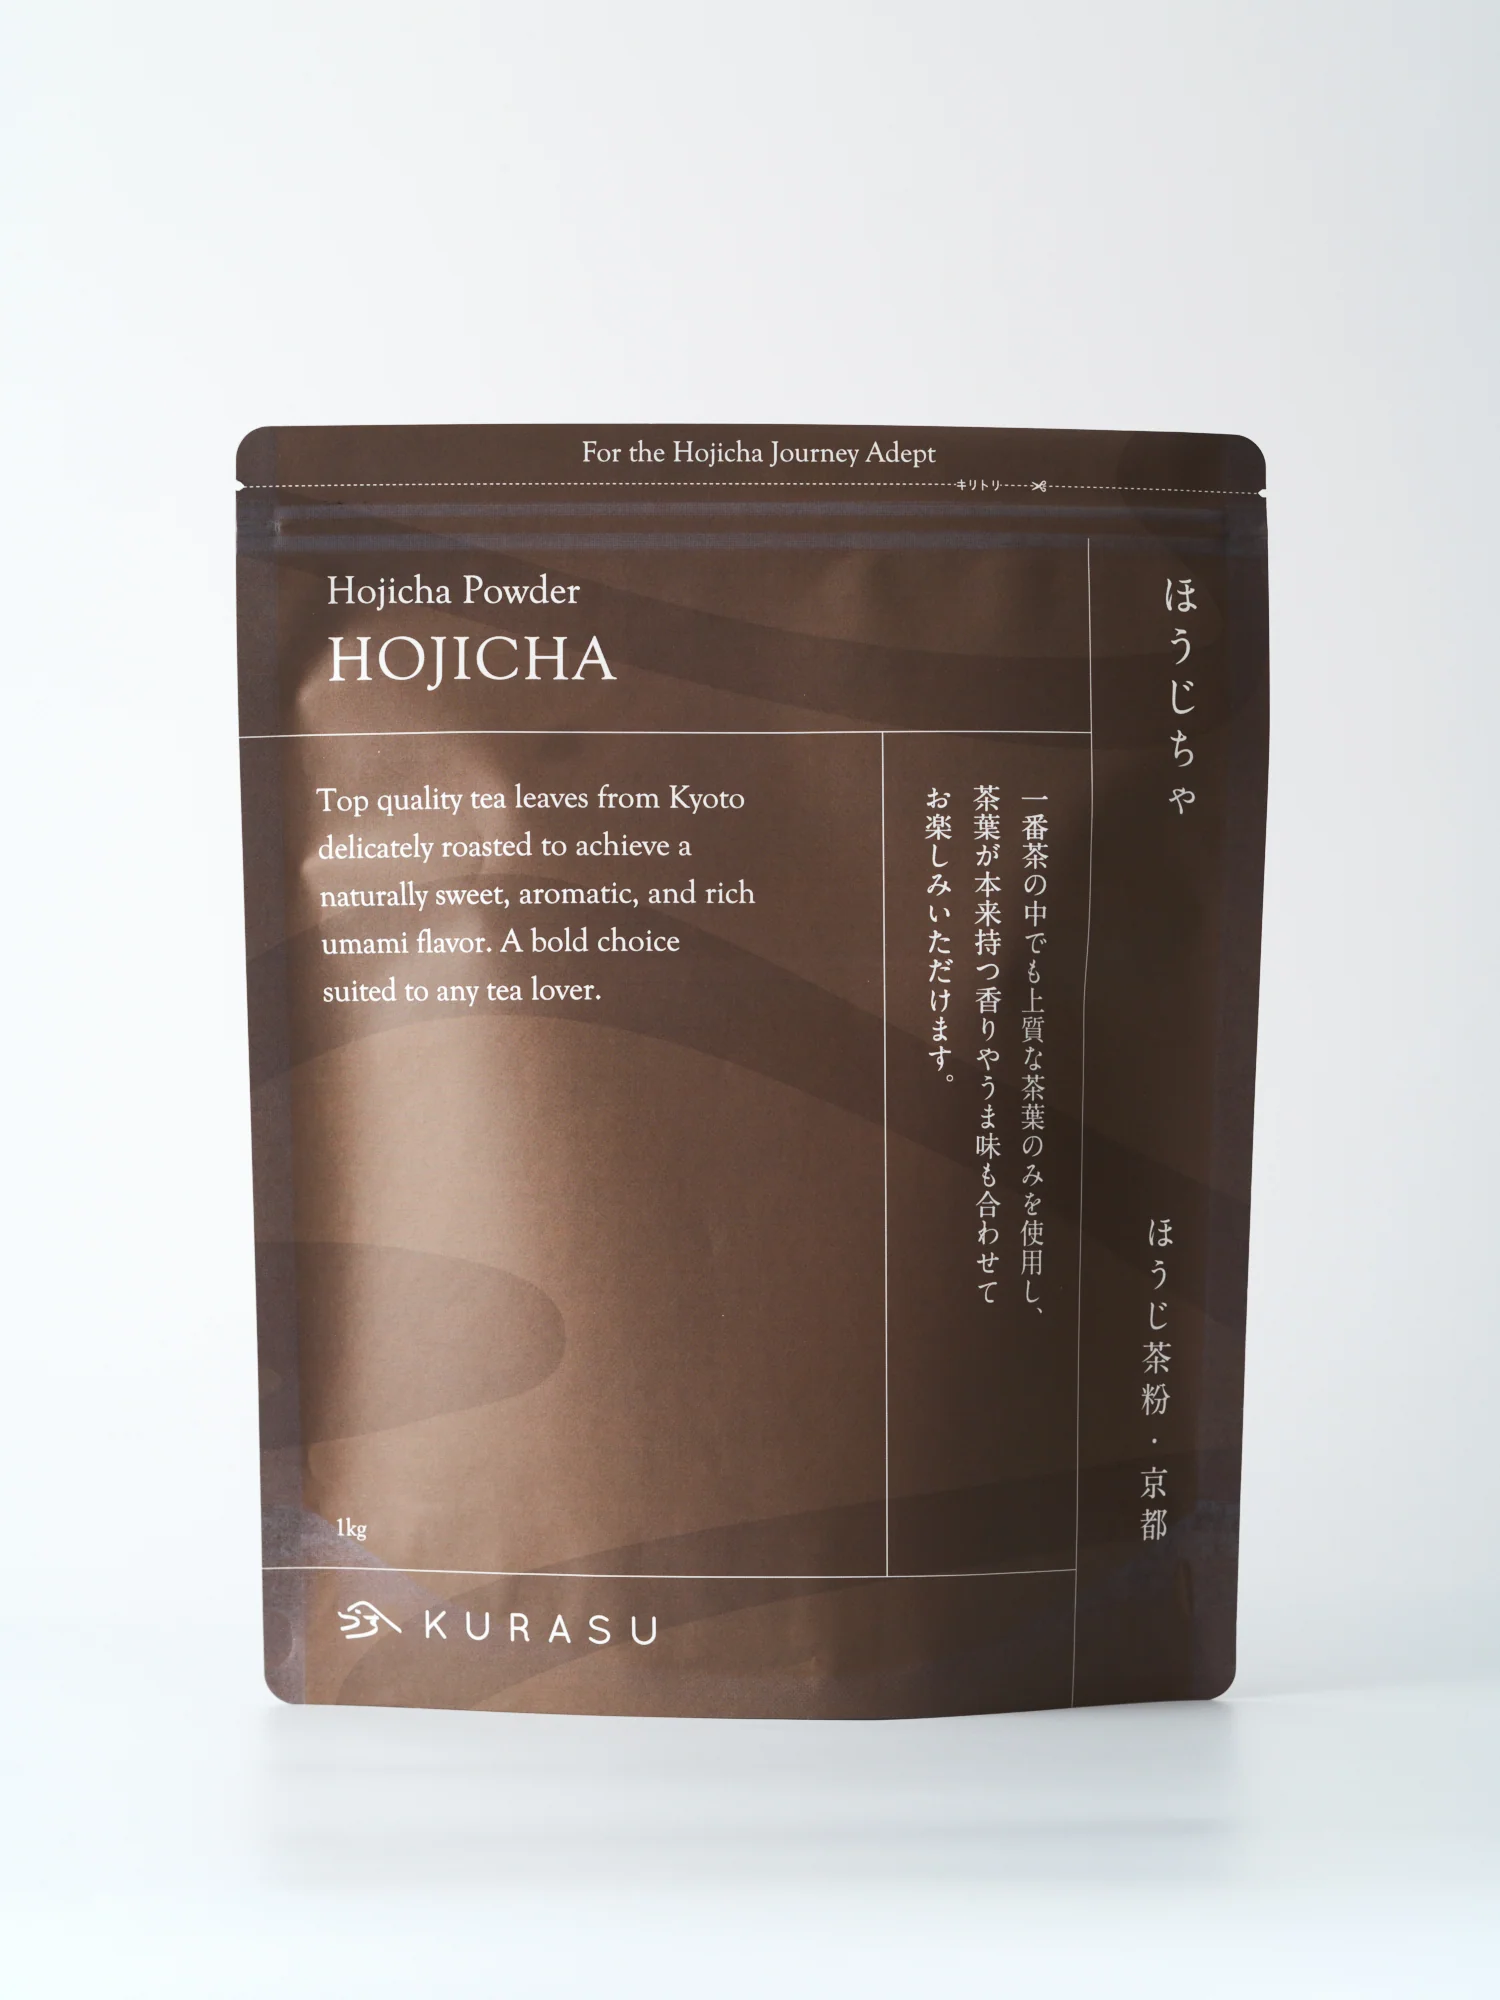 For the Hojicha Journey Adept
キリトリ
Hojicha Powder
HOJICHA
ほうじちゃ
Top quality tea leaves from Kyoto
delicately roasted to achieve a
naturally sweet, aromatic, and rich
umami flavor. A bold choice
suited to any tea lover.
一番茶の中でも上質な茶葉のみを使用し、
茶葉が本来持つ香りやうま味も合わせて
お楽しみいただけます。
ほうじ茶粉・京都
1kg
KURASU